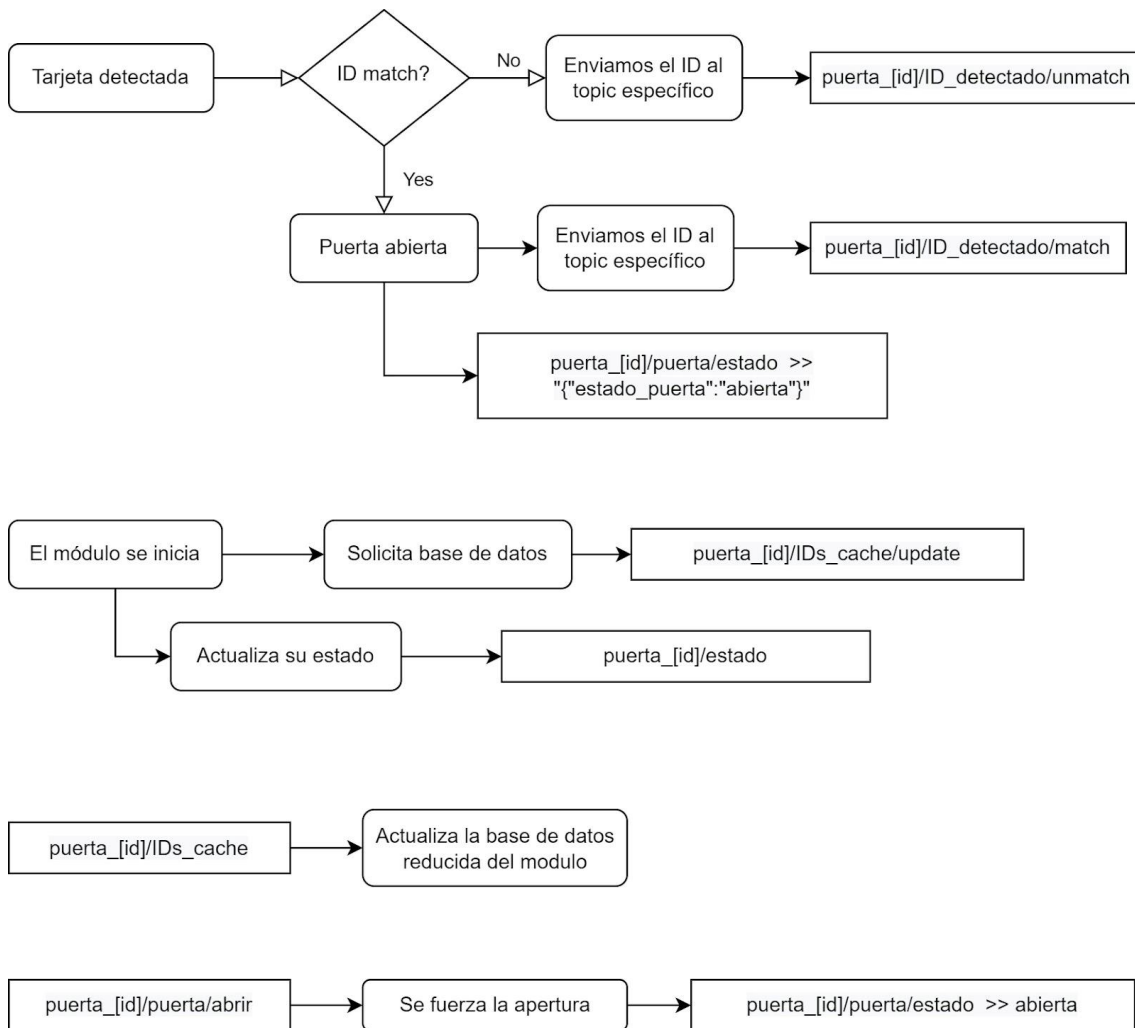 Tarjeta detectada
ID match?
No
Enviamos el ID al
topic específico
puerta_[id]/ID_detectado/unmatch
Yes
Puerta abierta
Enviamos el ID al
topic específico
puerta_[id]/ID_detectado/match
puerta_[id]/puerta/estado >>
"{"estado_puerta":"abierta"}"
El módulo se inicia
Solicita base de datos
puerta_[id]/IDs_cache/update
Actualiza su estado
puerta_[id]/estado
puerta_[id]/IDs_cache
Actualiza la base de datos
reducida del modulo
puerta_[id]/puerta/abrir
Se fuerza la apertura
puerta_[id]/puerta/estado >> abierta